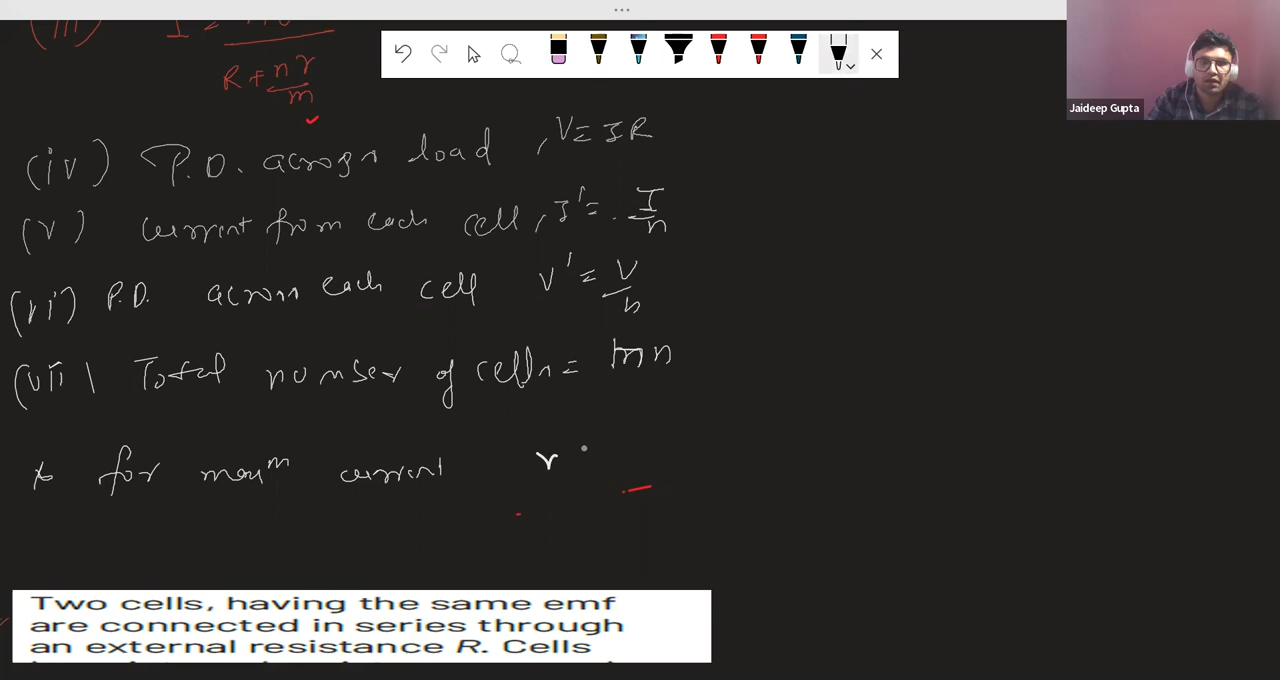 (iii) I =
R + nr/m
Jaideep Gupta
(iv) P.D. across load , V = IR
(v) current from each cell , I' = I/n
(vi) P.D. across each cell V' = V/n
(vii) Total number of cells = mn
* for maxm current r
Two cells, having the same emf
are connected in series through
an external resistance R. Cells